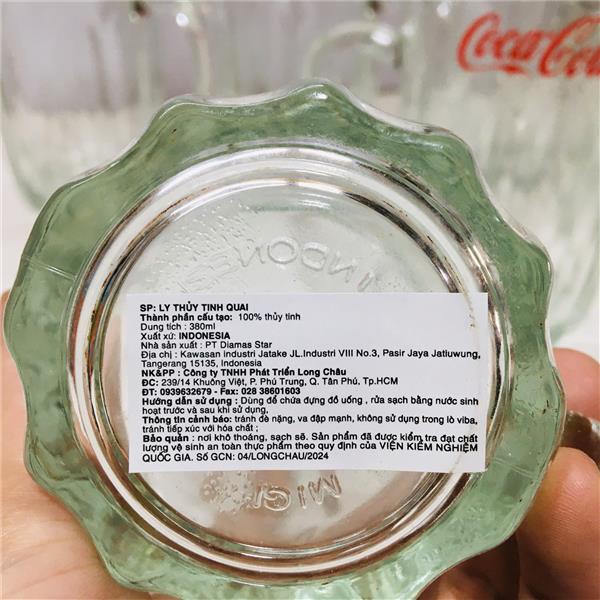 Coca-Co
INDON
SP: LY THỦY TINH QUAI
Thành phần cấu tạo: 100% thủy tinh
Dung tích : 380ml
Xuất xứ: INDONESIA
Nhà sản xuất : PT Diamas Star
Địa chỉ : Kawasan industri Jatake JL.Industri VIII No.3, Pasir Jaya Jatiuwung,
Tangerang 15135, Indonesia
NK&PP : Công ty TNHH Phát Triển Long Châu
ĐC: 239/14 Khuông Việt, P. Phú Trung, Q. Tân Phú, Tp.HCM
ĐT: 0939632679 - Fax: 028 38601603
Hướng dẫn sử dụng : Dùng để chứa đựng đồ uống , rửa sạch bằng nước sinh
hoạt trước và sau khi sử dụng,
Thông tin cảnh báo: tránh đè nặng, va đập mạnh, không sử dụng trong lò viba,
tránh tiếp xúc với hóa chất ;
Bảo quản : nơi khô thoáng, sạch sẽ. Sản phẩm đã được kiểm tra đạt chất
lượng vệ sinh an toàn thực phẩm theo quy định của VIỆN KIỂM NGHIỆM
QUỐC GIA. Số GCN: 04/LONGCHAU/2024